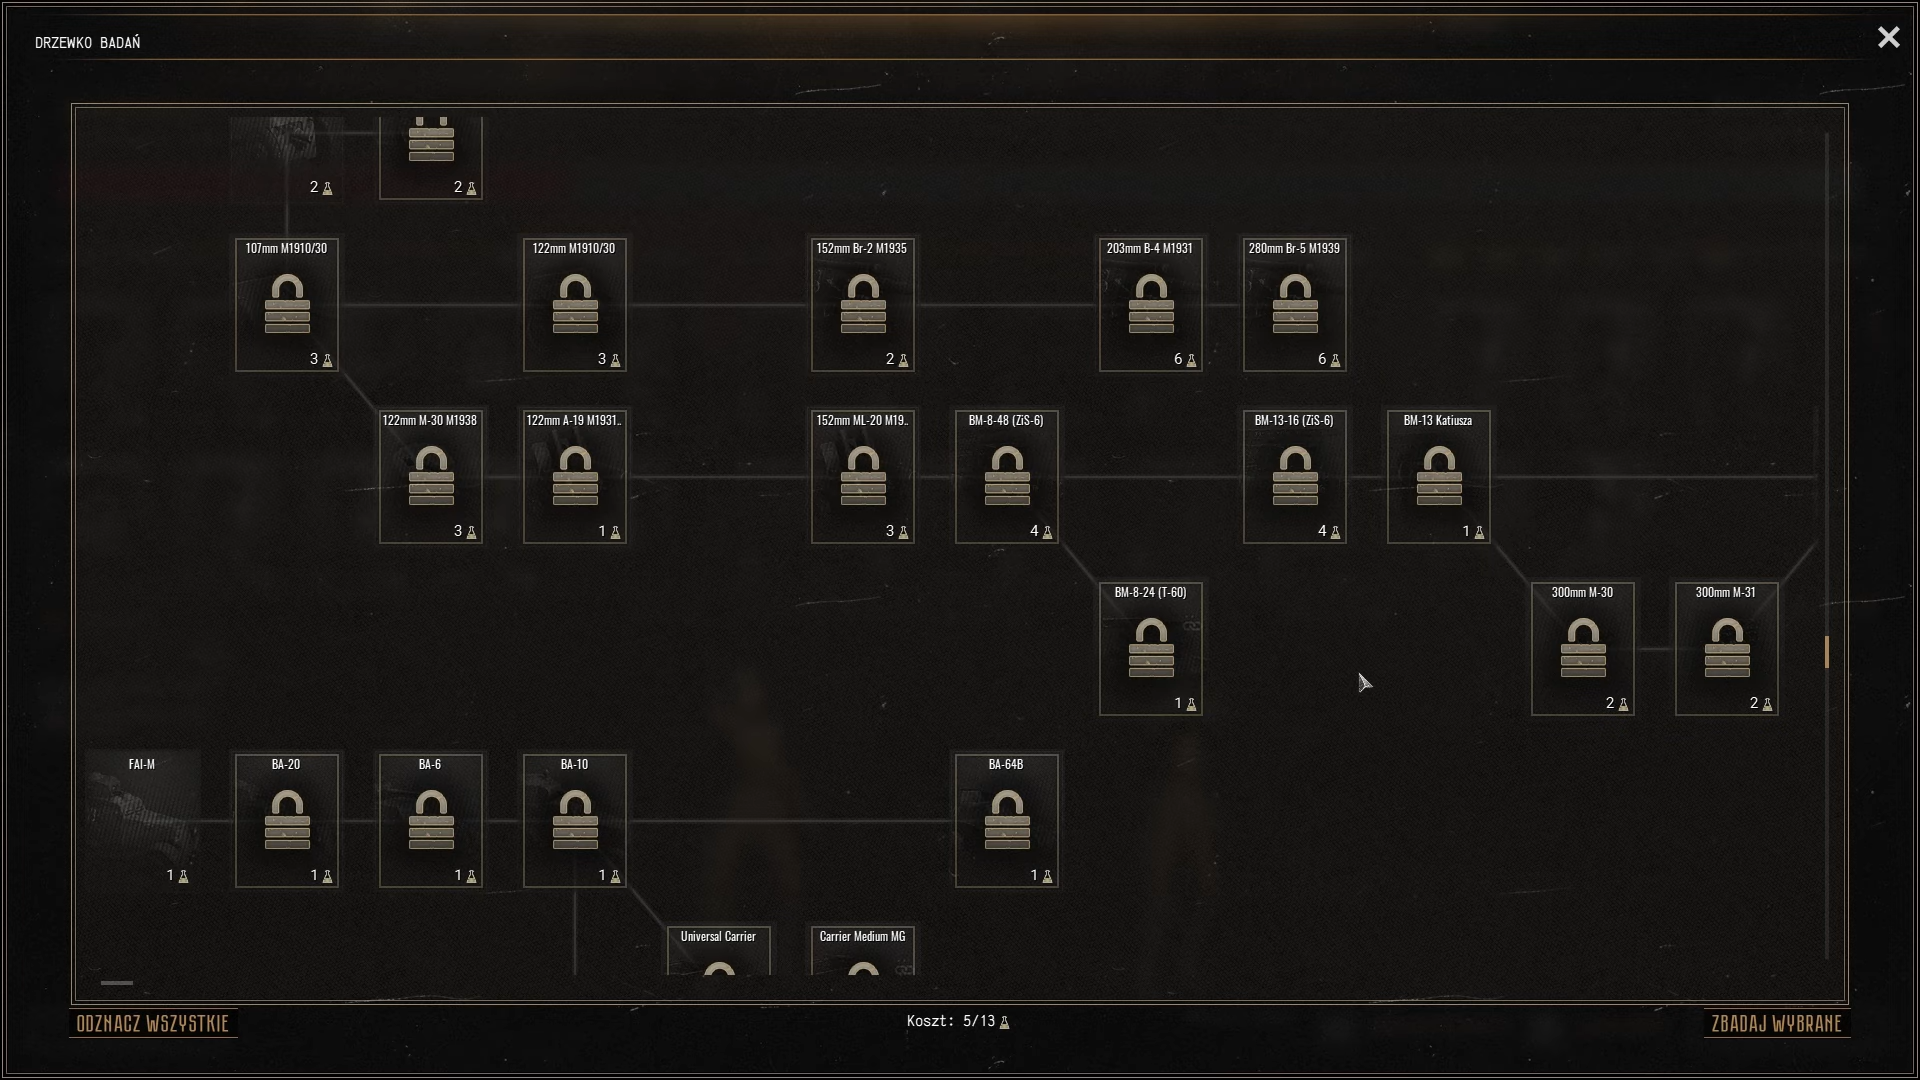 DRZEWKO BADAŃ
2
2
107mm M1910/30
122mm M1910/30
152mm Br-2 M1935
203mm B-4 M1931
280mm Br-5 M1939
3
3
2
6
6
122mm M-30 M1938
122mm A-19 M1931..
152mm ML-20 M19..
BM-8-48 (ZiS-6)
BM-13-16 (ZiS-6)
BM-13 Katiusza
3
1
3
4
4
1
BM-8-24 (T-60)
300mm M-30
300mm M-31
1
2
2
FAI-M
BA-20
BA-6
BA-10
BA-64B
1
1
1
1
1
Universal Carrier
Carrier Medium MG
ODZNACZ WSZYSTKIE
Koszt: 5/13
ZBADAJ WYBRANE